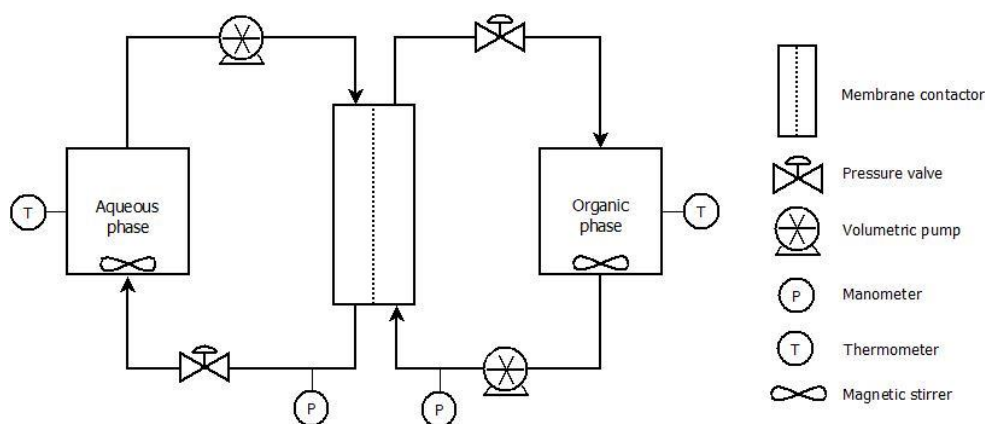 Aqueous
phase
T
P
P
Organic
phase
T
Membrane contactor
Pressure valve
Volumetric pump
P
Manometer
T
Thermometer
Magnetic stirrer